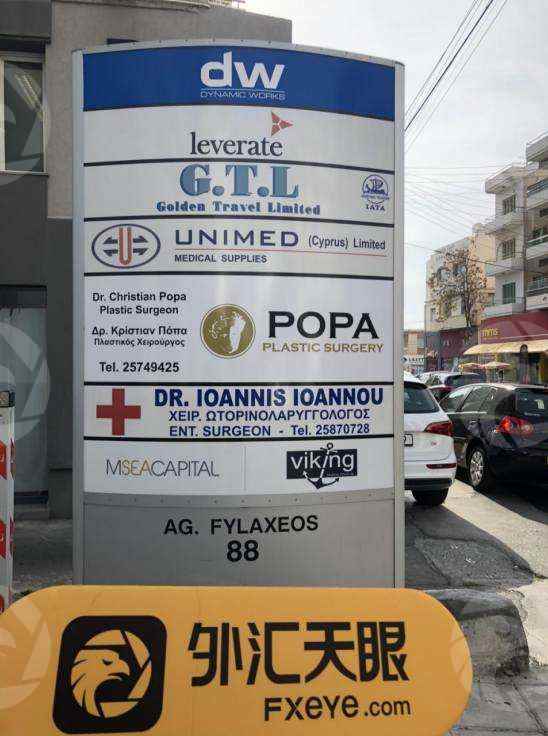 dw
DYNAMIC WORKS
leverate
G.T.L
Golden Travel Limited
IATA
UNIMED (Cyprus) Limited
MEDICAL SUPPLIES
Dr. Christian Popa
Plastic Surgeon
Δρ. Κρίστιαν Πόπα
Πλαστικός Χειρούργος
Tel. 25749425
POPA
PLASTIC SURGERY
DR. IOANNIS IOANNOU
ΧΕΙΡ. ΩΤΟΡΙΝΟΛΑΡΥΓΓΟΛΟΓΟΣ
ENT. SURGEON - Tel. 25870728
MSEACAPITAL
viking
AG. FYLAXEOS
88
外汇天眼
FXEYE.com